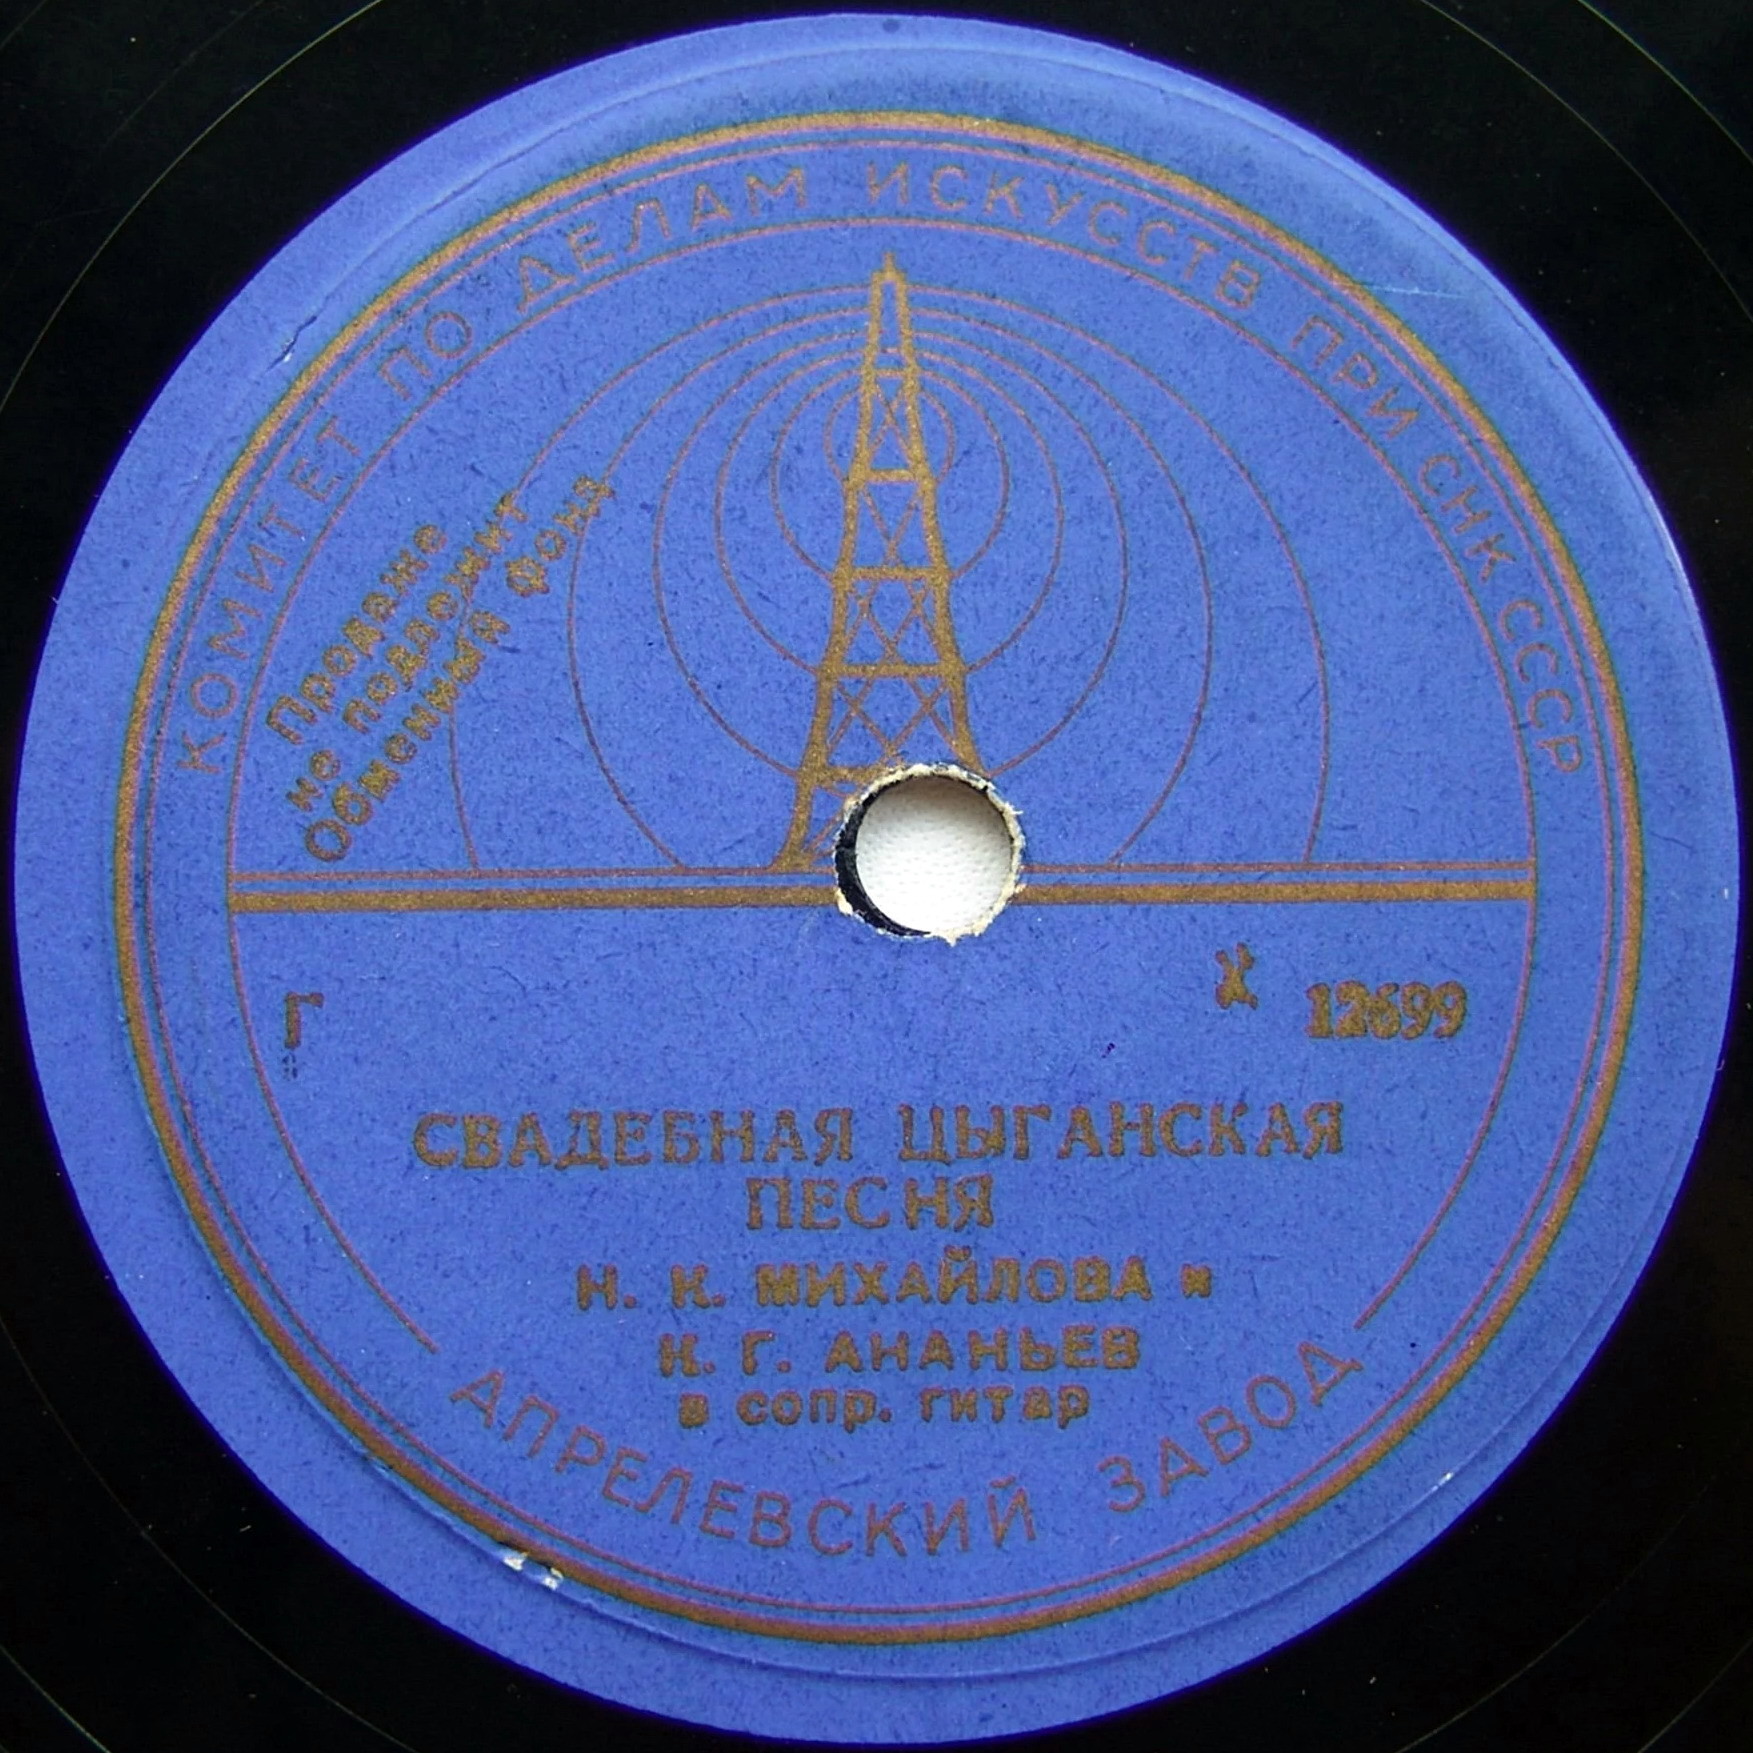 КОМИТЕТ ПО ДЕЛАМ ИСКУССТВ ПРИ СНК СССР
Продаже
не подлежит
Обменный фонд
Г
Х 12699
СВАДЕБНАЯ ЦЫГАНСКАЯ
ПЕСНЯ
Н. К. МИХАЙЛОВА и
Н. Г. АНАНЬЕВ
в сопр. гитар
АПРЕЛЕВСКИЙ ЗАВОД